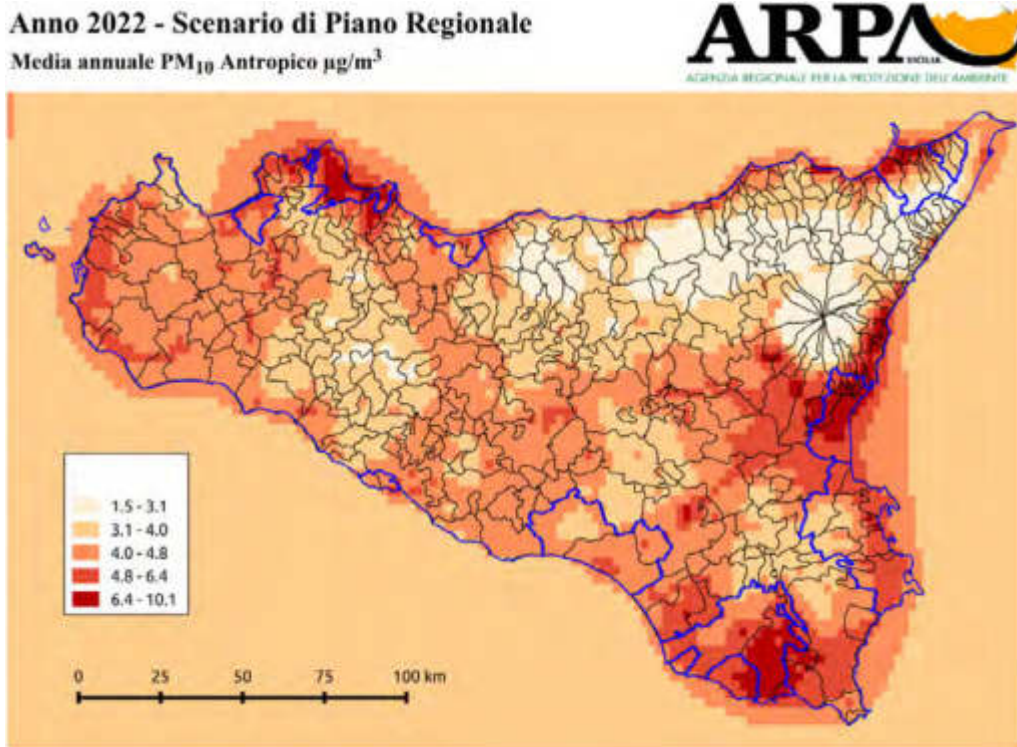 Anno 2022 - Scenario di Piano Regionale
Media annuale PM10 Antropico µg/m³
ARPA
SICILIA
AGENZIA REGIONALE PER LA PROTEZIONE DELL'AMBIENTE
1.5 - 3.1
3.1 - 4.0
4.0 - 4.8
4.8 - 6.4
6.4 - 10.1
0 25 50 75 100 km